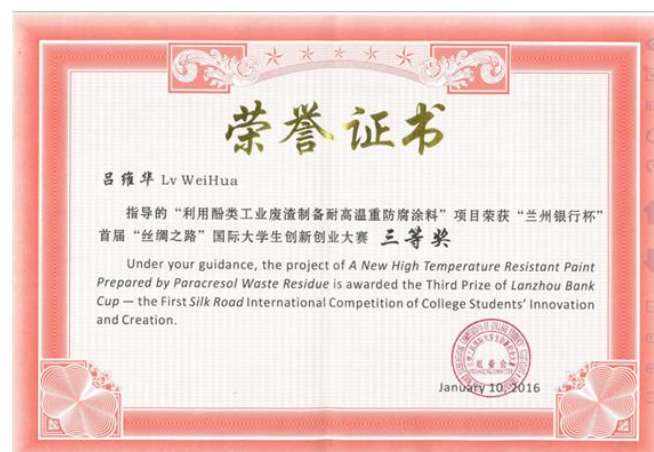 荣誉证书
吕维华 Lv WeiHua
指导的“利用酚类工业废渣制备耐高温重防腐涂料”项目荣获“兰州银行杯”
首届“丝绸之路”国际大学生创新创业大赛 三等奖
Under your guidance, the project of A New High Temperature Resistant Paint
Prepared by Paracresol Waste Residue is awarded the Third Prize of Lanzhou Bank
Cup — the First Silk Road International Competition of College Students' Innovation
and Creation.
组委会
January 10, 2016